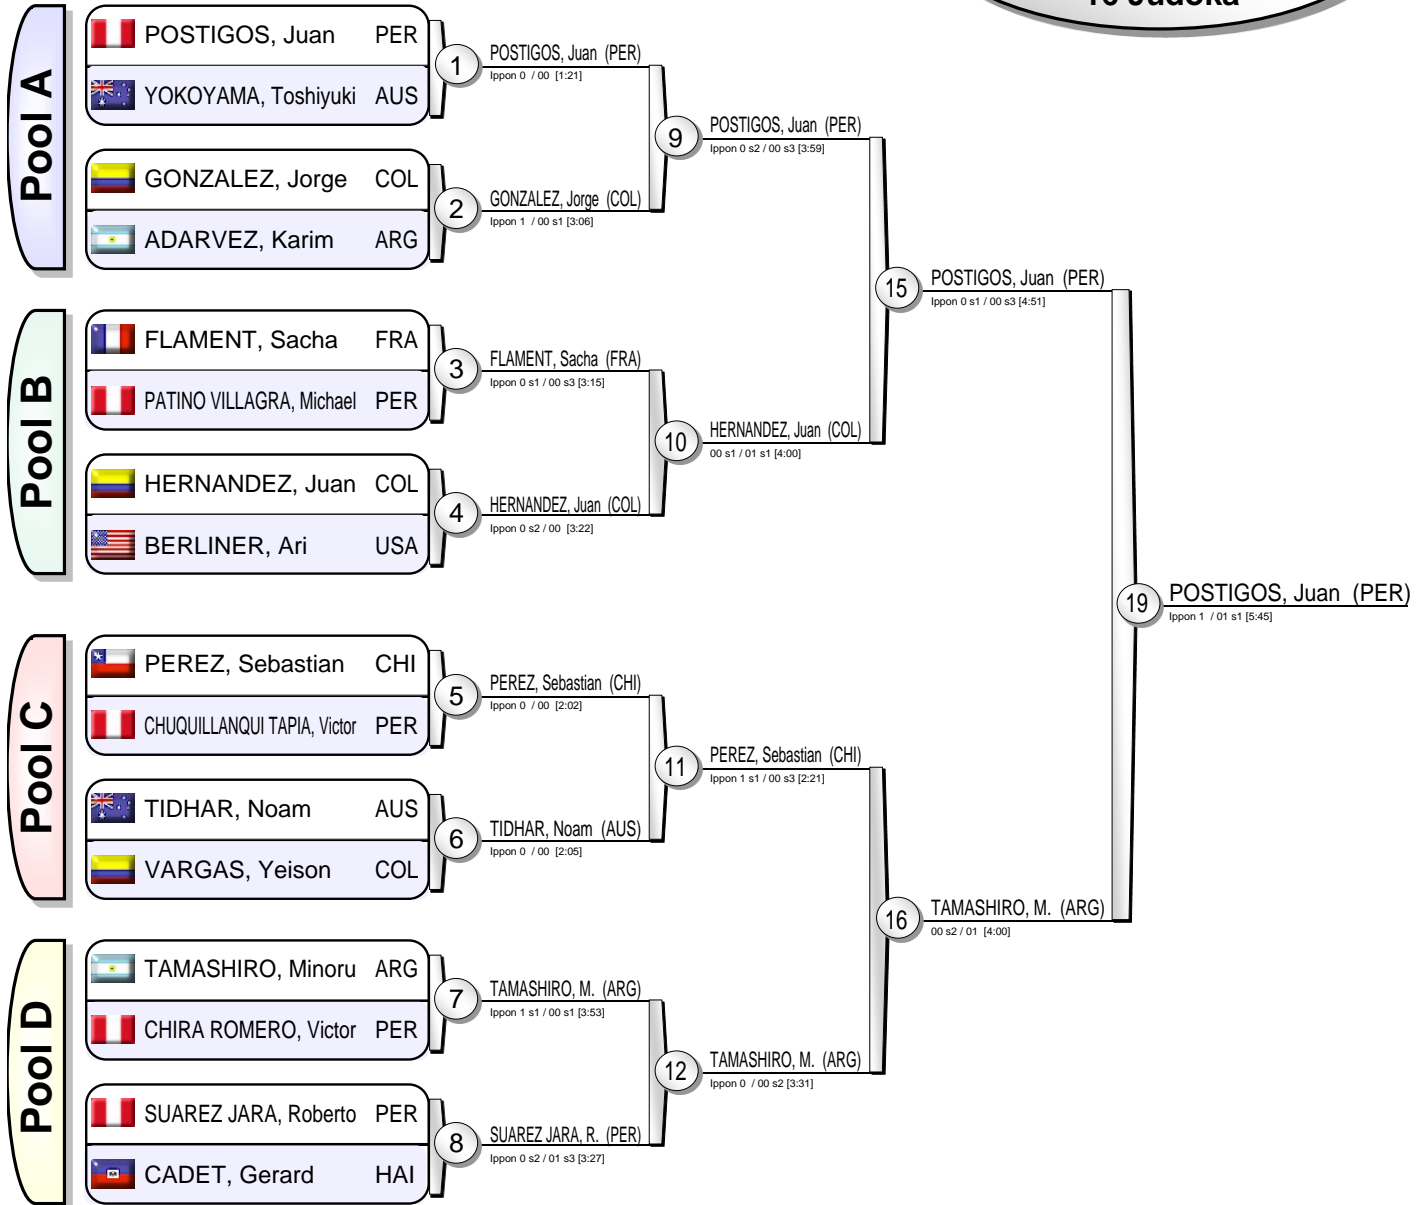 16 Judoka
Pool A
POSTIGOS, Juan PER
YOKOYAMA, Toshiyuki AUS
1
POSTIGOS, Juan (PER)
Ippon 0 / 00 [1:21]
GONZALEZ, Jorge COL
ADARVEZ, Karim ARG
2
GONZALEZ, Jorge (COL)
Ippon 1 / 00 s1 [3:06]
9
POSTIGOS, Juan (PER)
Ippon 0 s2 / 00 s3 [3:59]
Pool B
FLAMENT, Sacha FRA
PATINO VILLAGRA, Michael PER
3
FLAMENT, Sacha (FRA)
Ippon 0 s1 / 00 s3 [3:15]
HERNANDEZ, Juan COL
BERLINER, Ari USA
4
HERNANDEZ, Juan (COL)
Ippon 0 s2 / 00 [3:22]
10
HERNANDEZ, Juan (COL)
00 s1 / 01 s1 [4:00]
15
POSTIGOS, Juan (PER)
Ippon 0 s1 / 00 s3 [4:51]
Pool C
PEREZ, Sebastian CHI
CHUQUILLANQUI TAPIA, Victor PER
5
PEREZ, Sebastian (CHI)
Ippon 0 / 00 [2:02]
TIDHAR, Noam AUS
VARGAS, Yeison COL
6
TIDHAR, Noam (AUS)
Ippon 0 / 00 [2:05]
11
PEREZ, Sebastian (CHI)
Ippon 1 s1 / 00 s3 [2:21]
Pool D
TAMASHIRO, Minoru ARG
CHIRA ROMERO, Victor PER
7
TAMASHIRO, M. (ARG)
Ippon 1 s1 / 00 s1 [3:53]
SUAREZ JARA, Roberto PER
CADET, Gerard HAI
8
SUAREZ JARA, R. (PER)
Ippon 0 s2 / 01 s3 [3:27]
12
TAMASHIRO, M. (ARG)
Ippon 0 / 00 s2 [3:31]
16
TAMASHIRO, M. (ARG)
00 s2 / 01 [4:00]
19
POSTIGOS, Juan (PER)
Ippon 1 / 01 s1 [5:45]